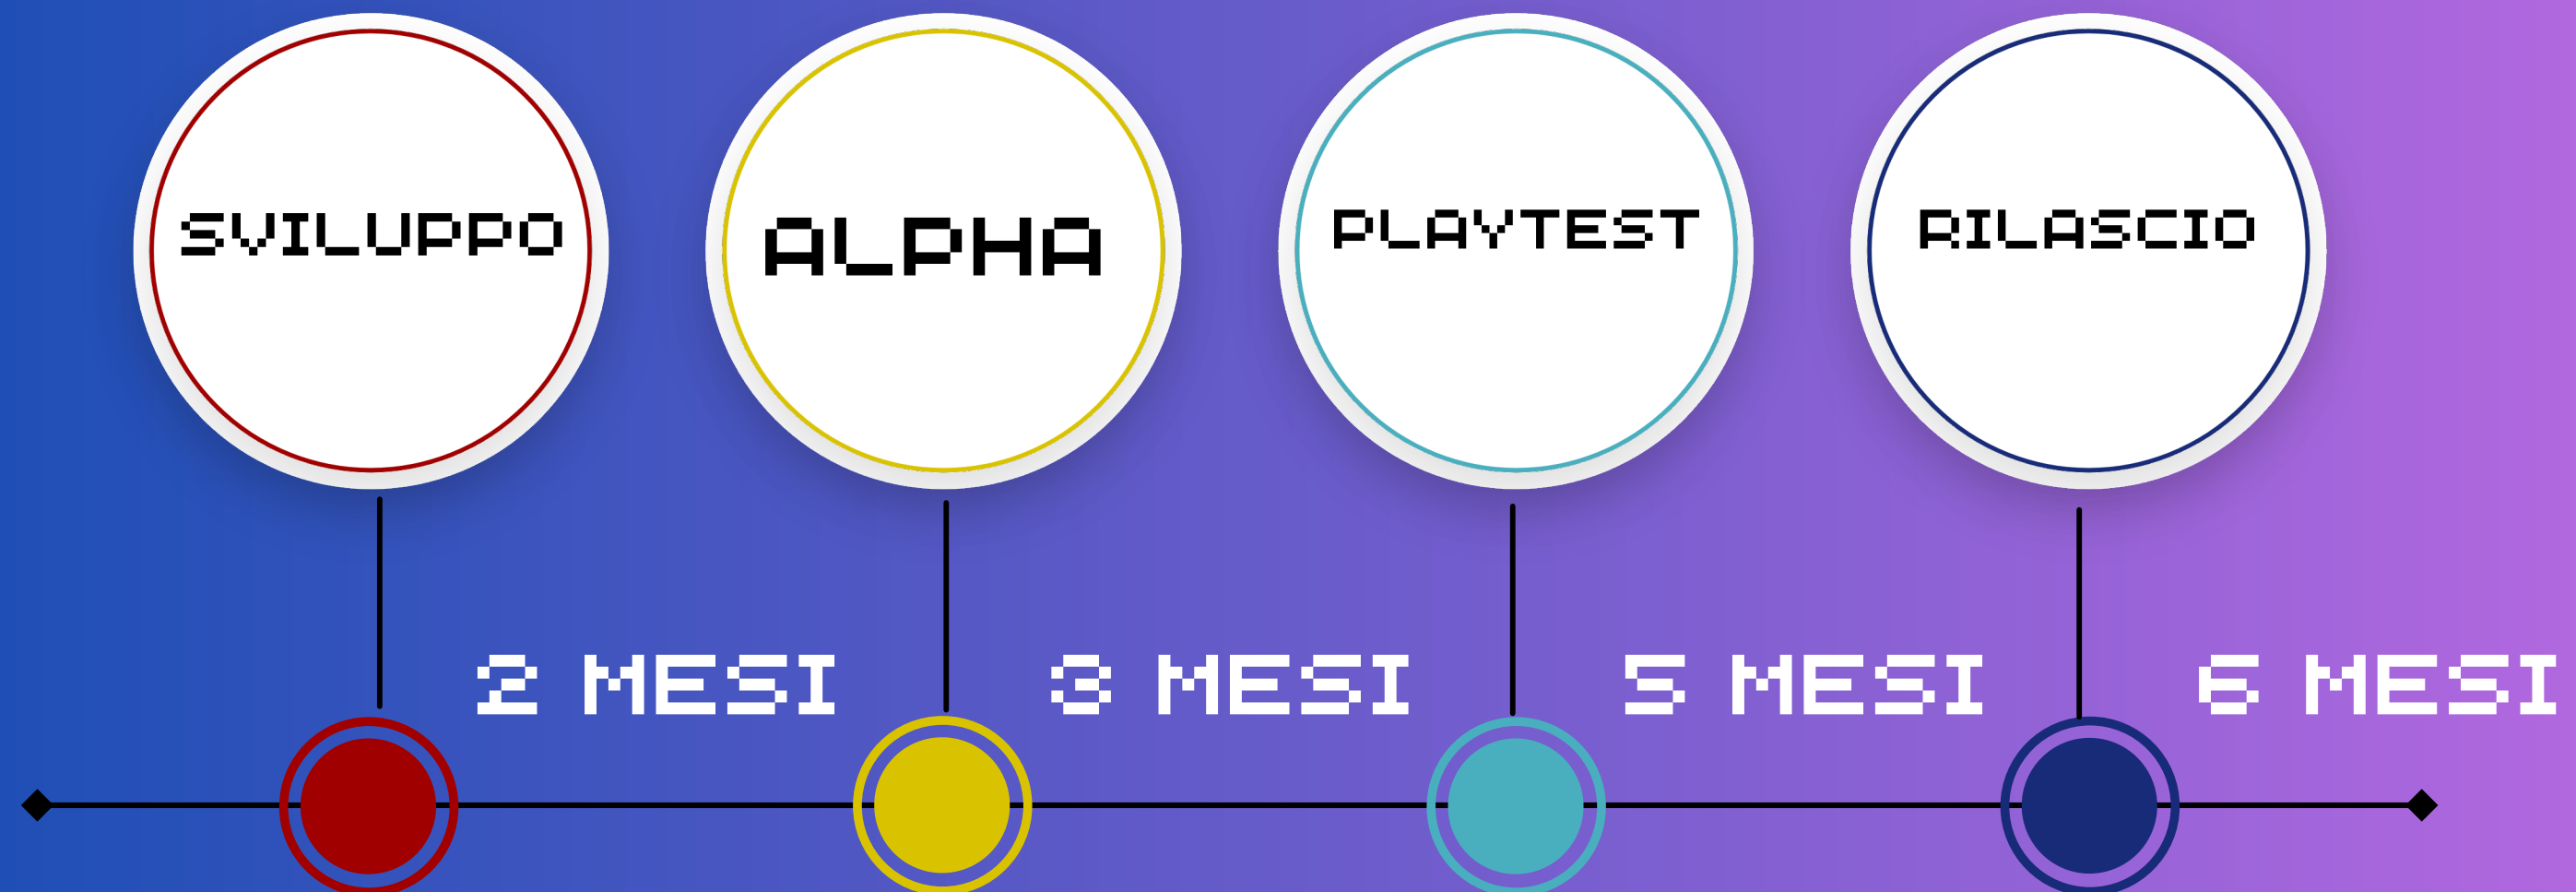 SVILUPPO
ALPHA
PLAYTEST
RILASCIO
2 MESI
3 MESI
5 MESI
6 MESI